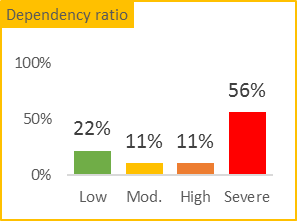 Dependency ratio
100%
50%
0%
22%
11%
11%
56%
Low
Mod.
High
Severe